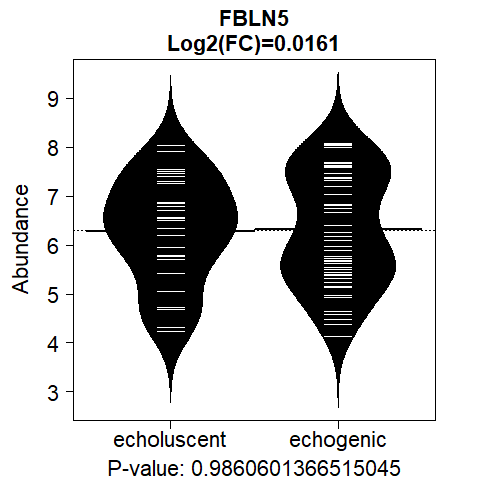 FBLN5
Log2(FC)=0.0161
Abundance
9
8
7
6
5
4
3
echoluscent echogenic
P-value: 0.9860601366515045